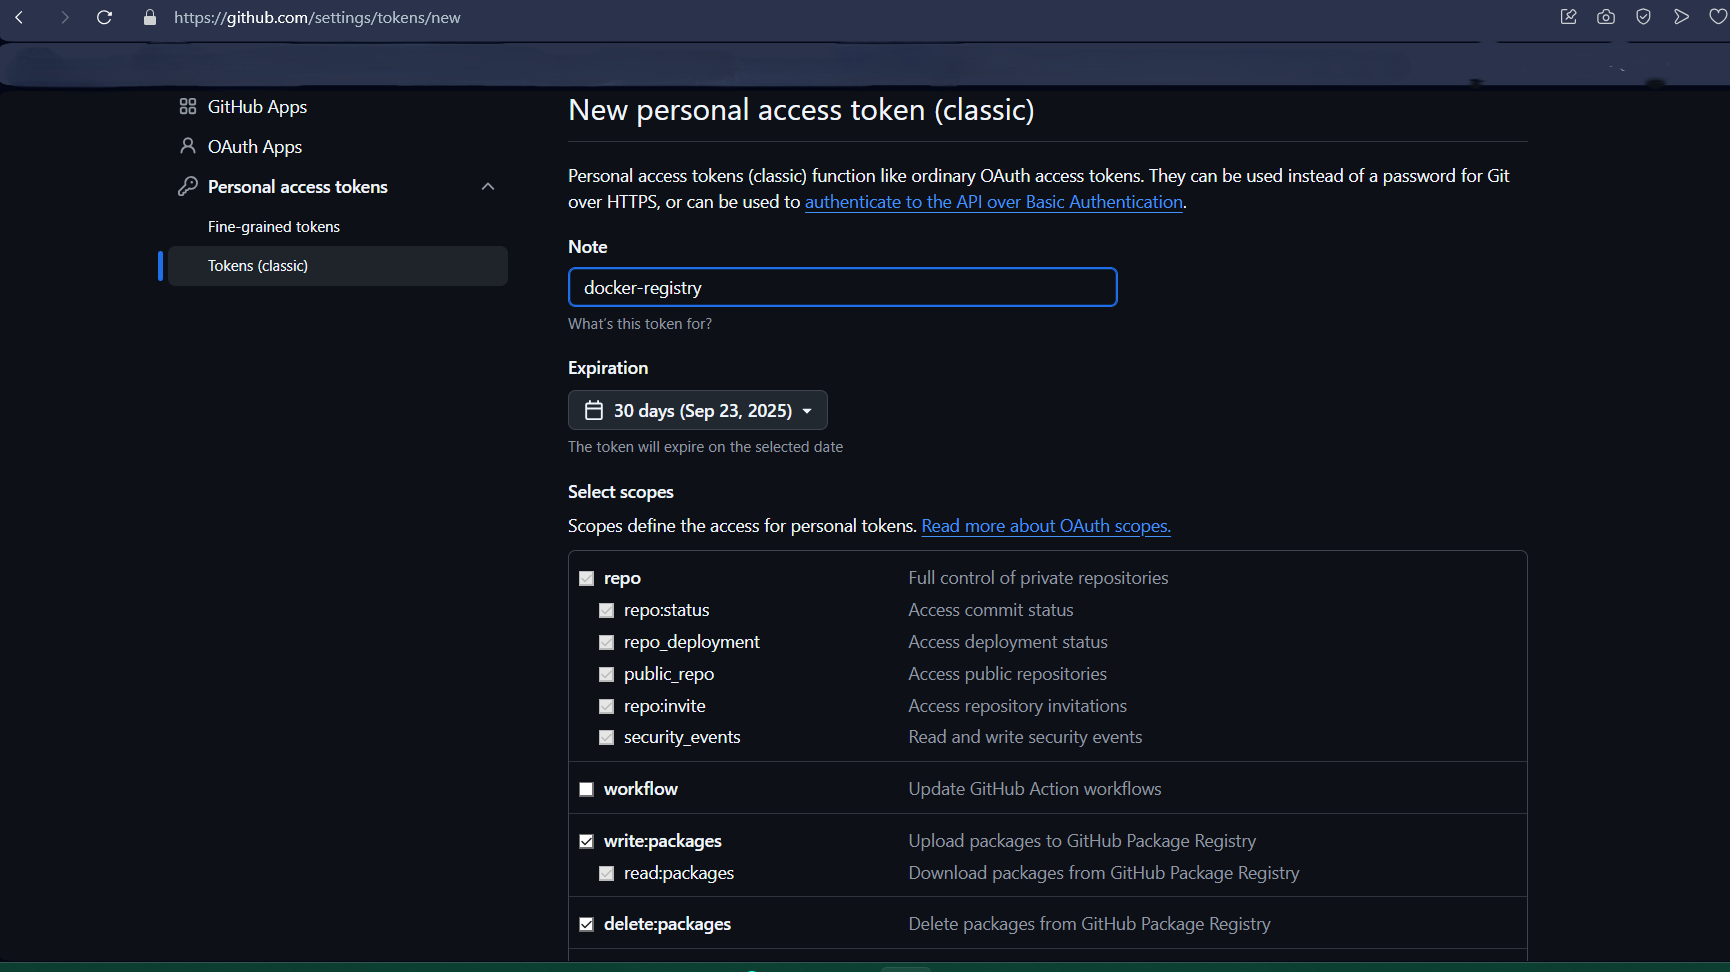 https://github.com/settings/tokens/new
GitHub Apps
OAuth Apps
Personal access tokens
Fine-grained tokens
Tokens (classic)
New personal access token (classic)
Personal access tokens (classic) function like ordinary OAuth access tokens. They can be used instead of a password for Git
over HTTPS, or can be used to authenticate to the API over Basic Authentication.
Note
docker-registry
What's this token for?
Expiration
30 days (Sep 23, 2025)
The token will expire on the selected date
Select scopes
Scopes define the access for personal tokens. Read more about OAuth scopes.
repo Full control of private repositories
repo:status Access commit status
repo_deployment Access deployment status
public_repo Access public repositories
repo:invite Access repository invitations
security_events Read and write security events
workflow Update GitHub Action workflows
write:packages Upload packages to GitHub Package Registry
read:packages Download packages from GitHub Package Registry
delete:packages Delete packages from GitHub Package Registry